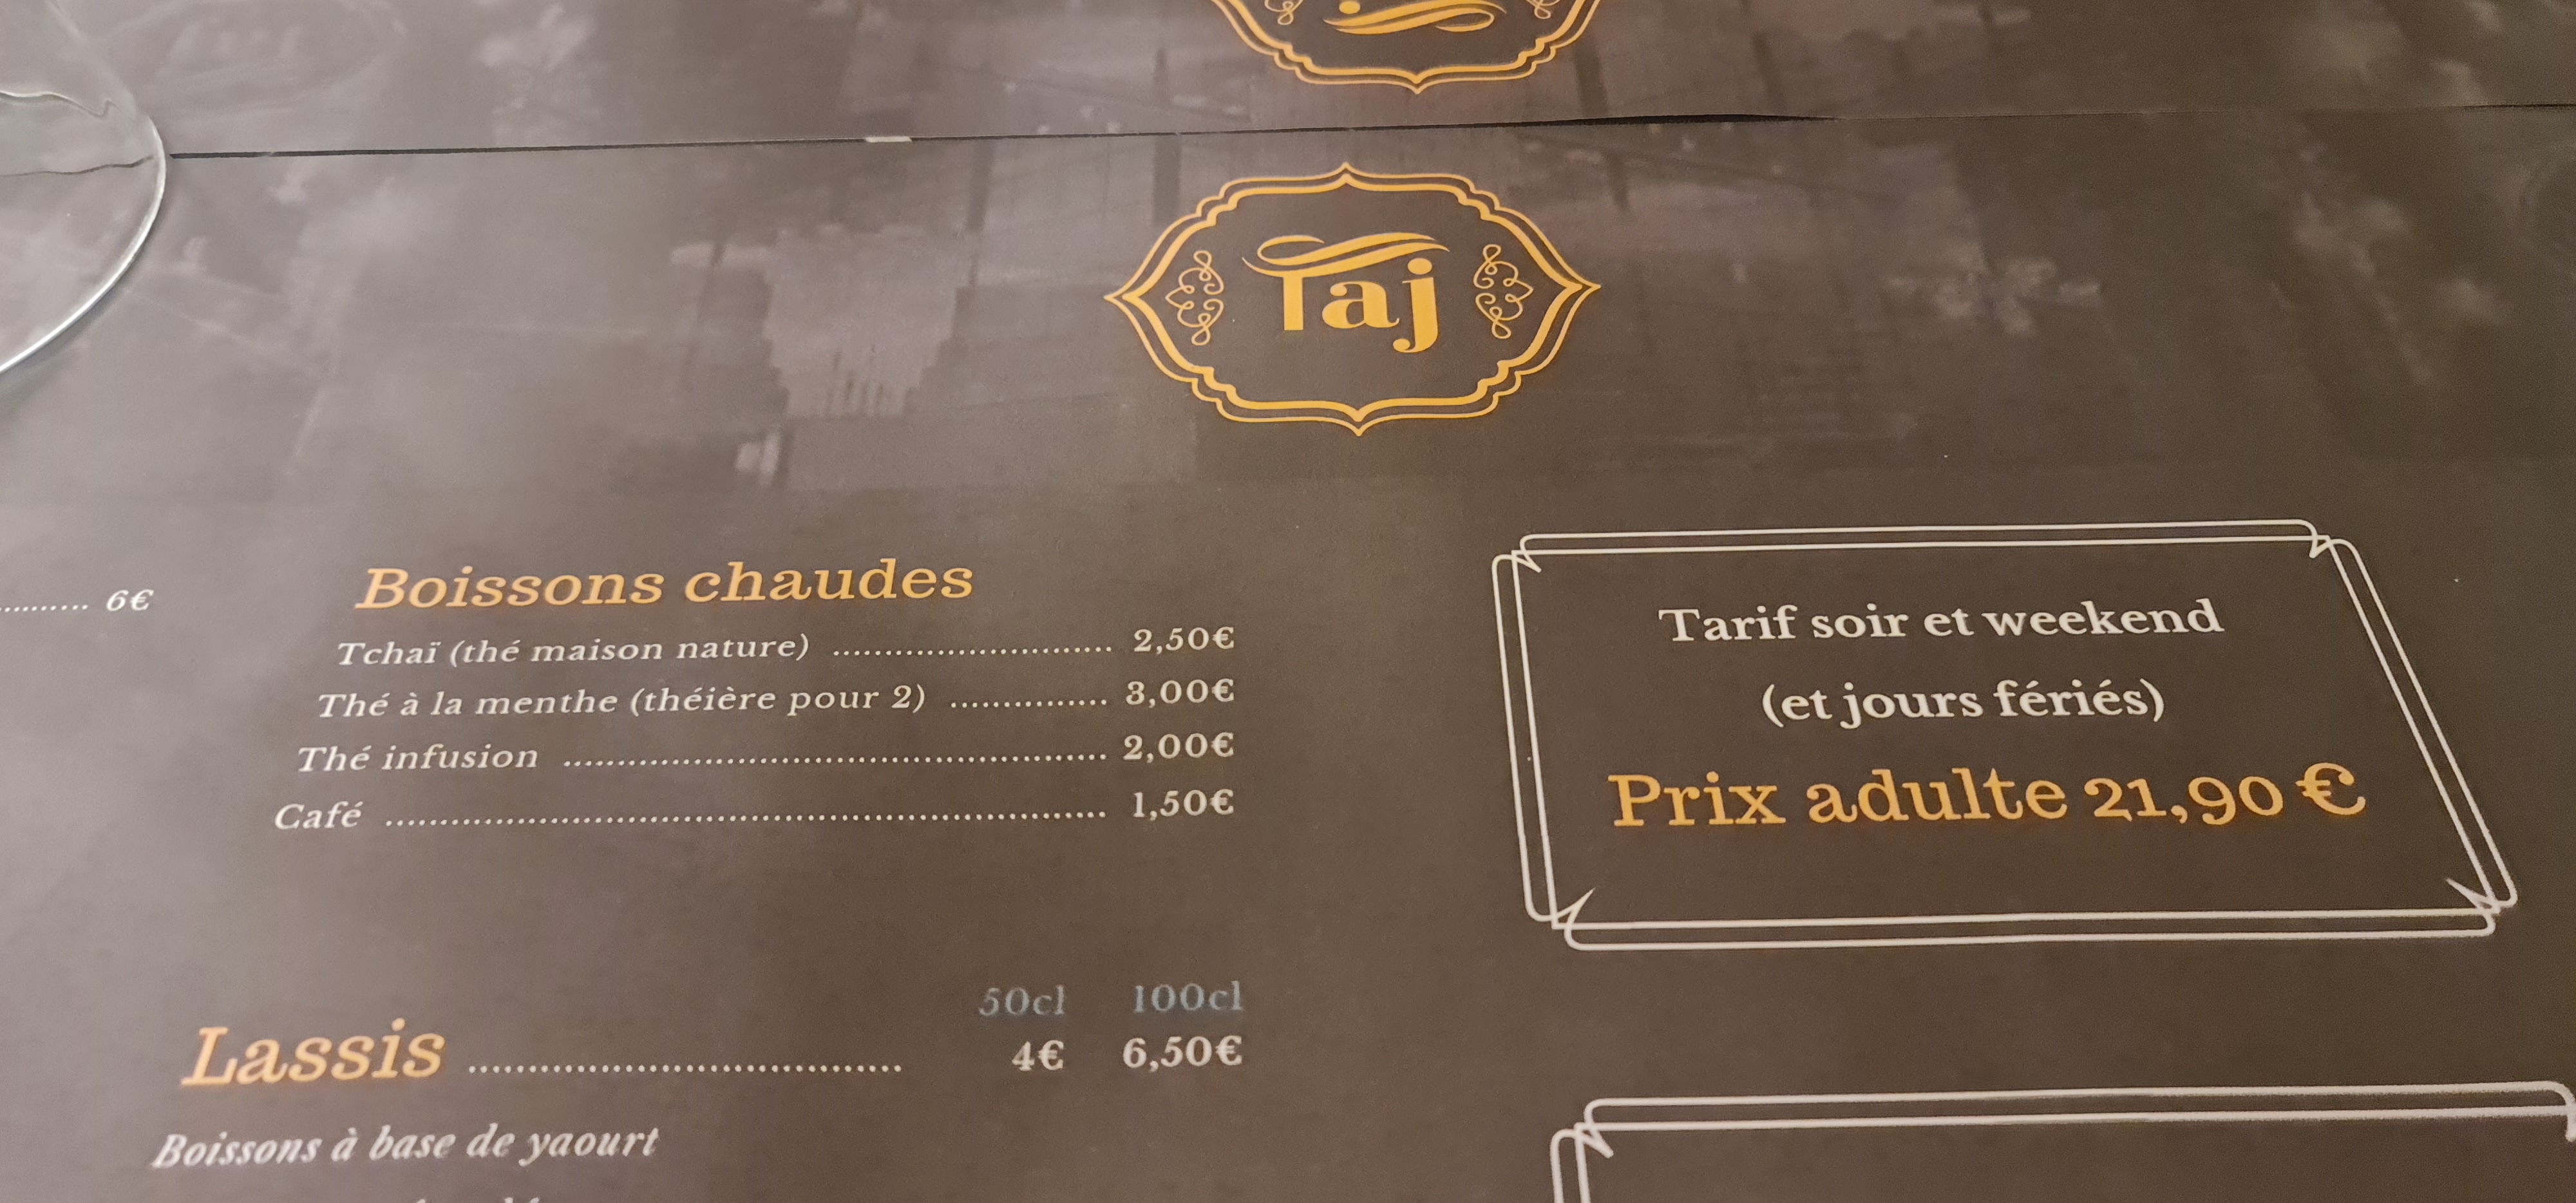 Taj
6€
Boissons chaudes
Tchaï (thé maison nature) ........................... 2,50€
Thé à la menthe (théière pour 2) ............... 3,00€
Thé infusion .................................................... 2,00€
Café ..................................................................... 1,50€
50cl 100cl
Lassis .................................... 4€ 6,50€
Boissons à base de yaourt
Tarif soir et weekend
(et jours fériés)
Prix adulte 21,90 €